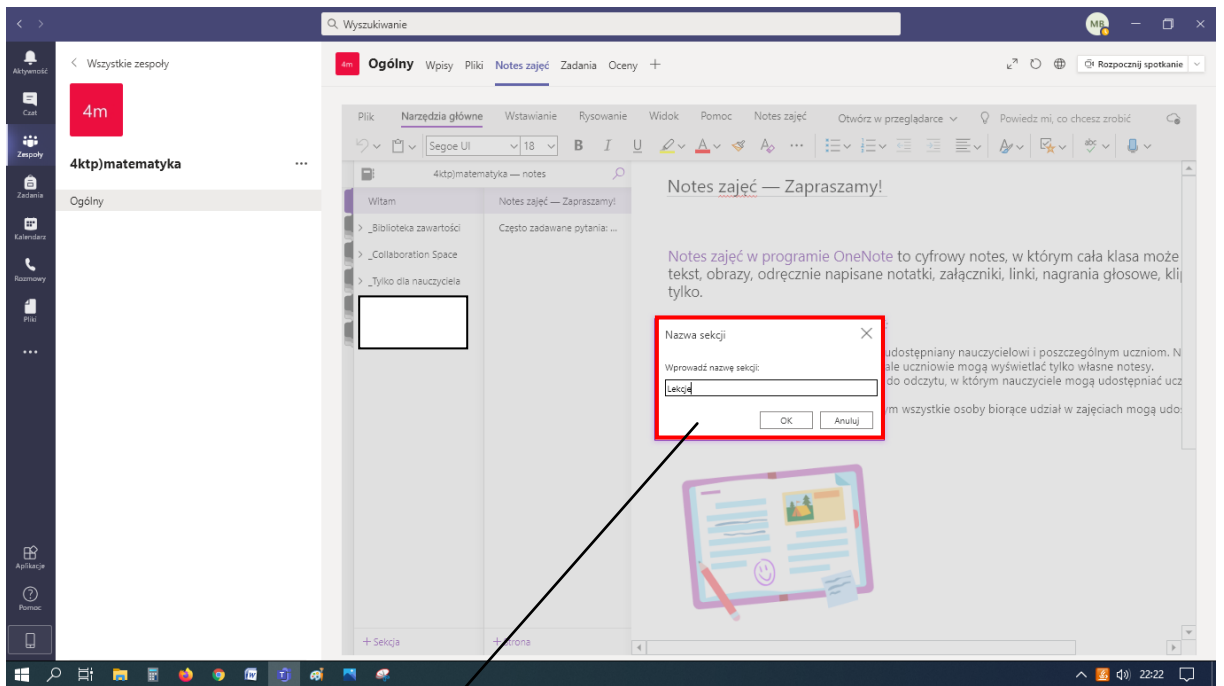 Wyszukiwanie
MB
Aktywność
Czat
Zespoły
Zadania
Kalendarz
Rozmowy
Pliki
Aplikacje
Pomoc
Wszystkie zespoły
4m
4ktp)matematyka
Ogólny
4m Ogólny Wpisy Pliki Notes zajęć Zadania Oceny
Rozpocznij spotkanie
Plik Narzędzia główne Wstawianie Rysowanie Widok Pomoc Notes zajęć Otwórz w przeglądarce Powiedz mi, co chcesz zrobić
Segoe UI 18 B I U A A abc
4ktp)matematyka — notes
Witam
_Biblioteka zawartości
_Collaboration Space
_Tylko dla nauczyciela
+ Sekcja
Notes zajęć — Zapraszamy!
Często zadawane pytania: ...
+ Strona
Notes zajęć — Zapraszamy!
Notes zajęć w programie OneNote to cyfrowy notes, w którym cała klasa może
tekst, obrazy, odręcznie napisane notatki, załączniki, linki, nagrania głosowe, kli
tylko.
udostępniany nauczycielowi i poszczególnym uczniom. N
ale uczniowie mogą wyświetlać tylko własne notesy.
do odczytu, w którym nauczyciele mogą udostępniać ucz
ym wszystkie osoby biorące udział w zajęciach mogą udo
Nazwa sekcji
Wprowadź nazwę sekcji:
Lekcje
OK Anuluj
22:22